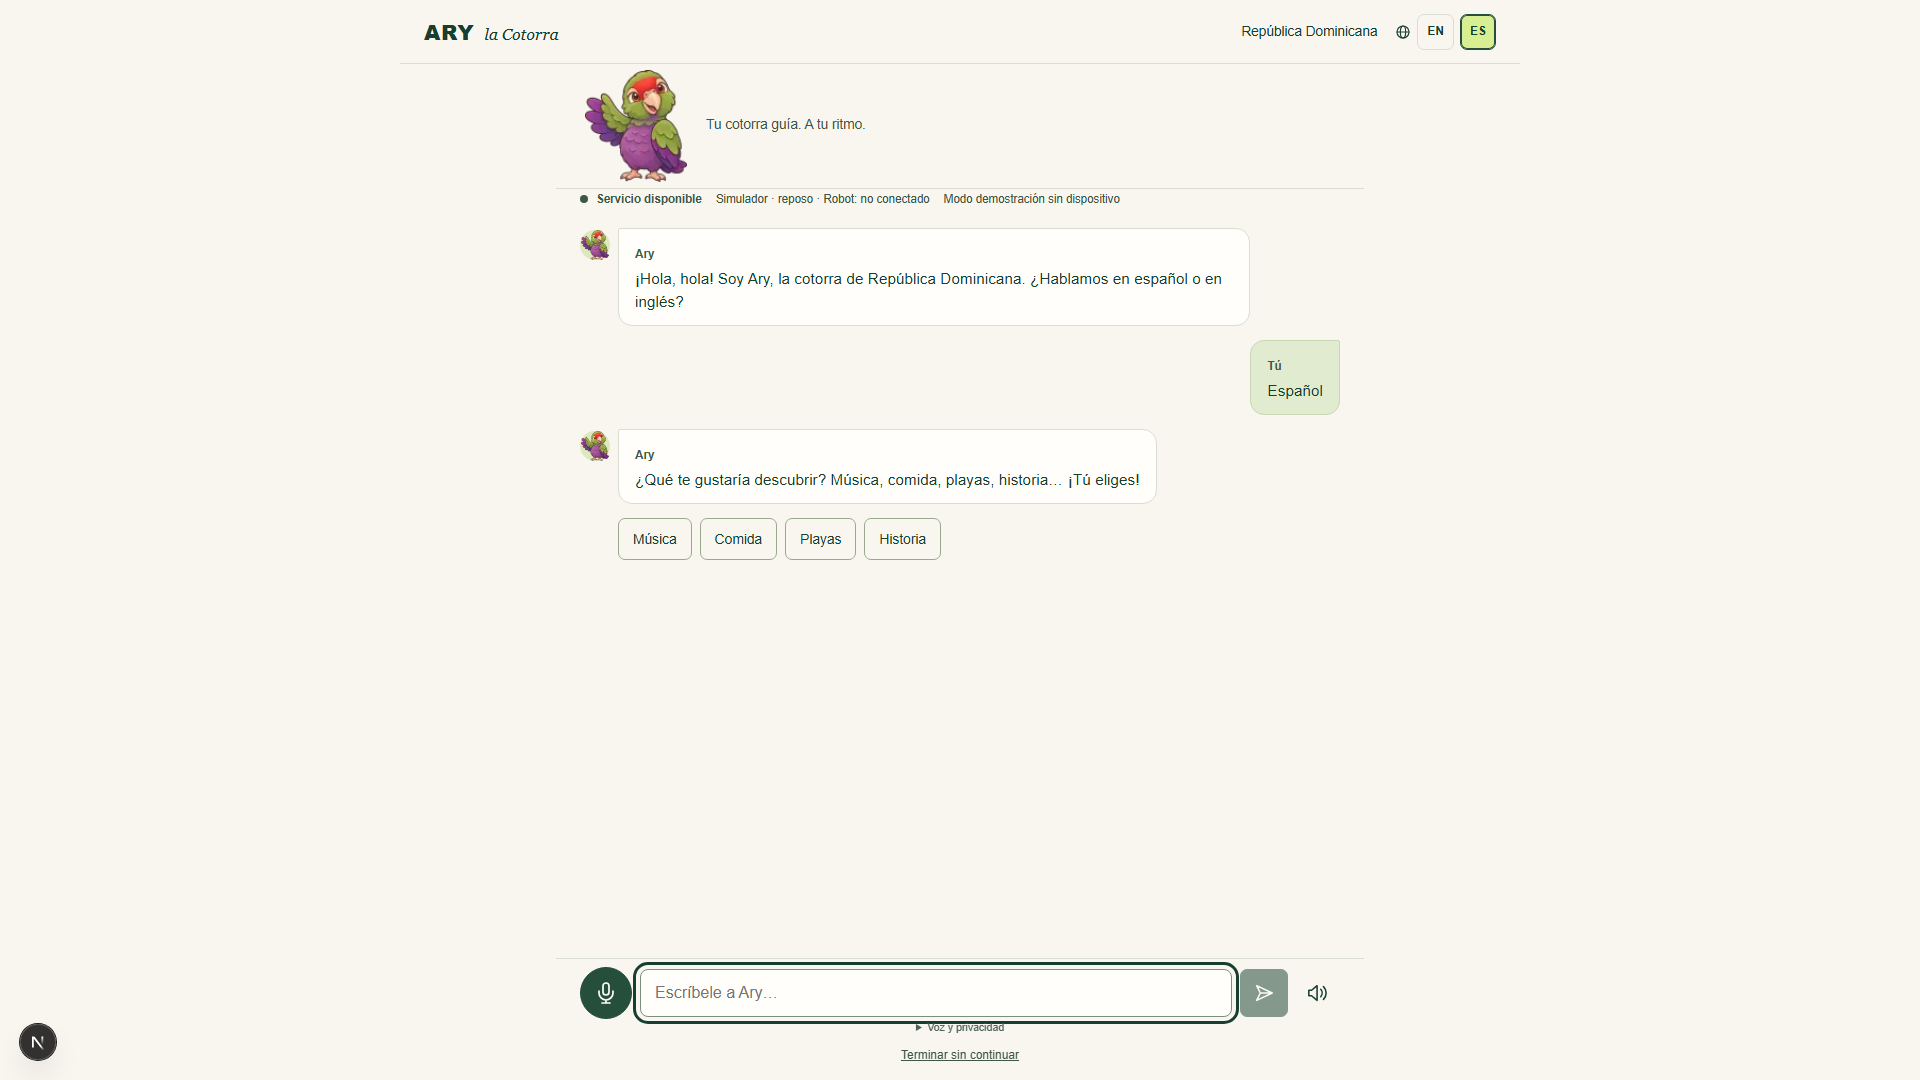 ARY la Cotorra
República Dominicana EN ES
Tu cotorra guía. A tu ritmo.
Servicio disponible Simulador · reposo · Robot: no conectado Modo demostración sin dispositivo
Ary
¡Hola, hola! Soy Ary, la cotorra de República Dominicana. ¿Hablamos en español o en
inglés?
Tú
Español
Ary
¿Qué te gustaría descubrir? Música, comida, playas, historia... ¡Tú eliges!
Música Comida Playas Historia
Escríbele a Ary...
Voz y privacidad
Terminar sin continuar
N